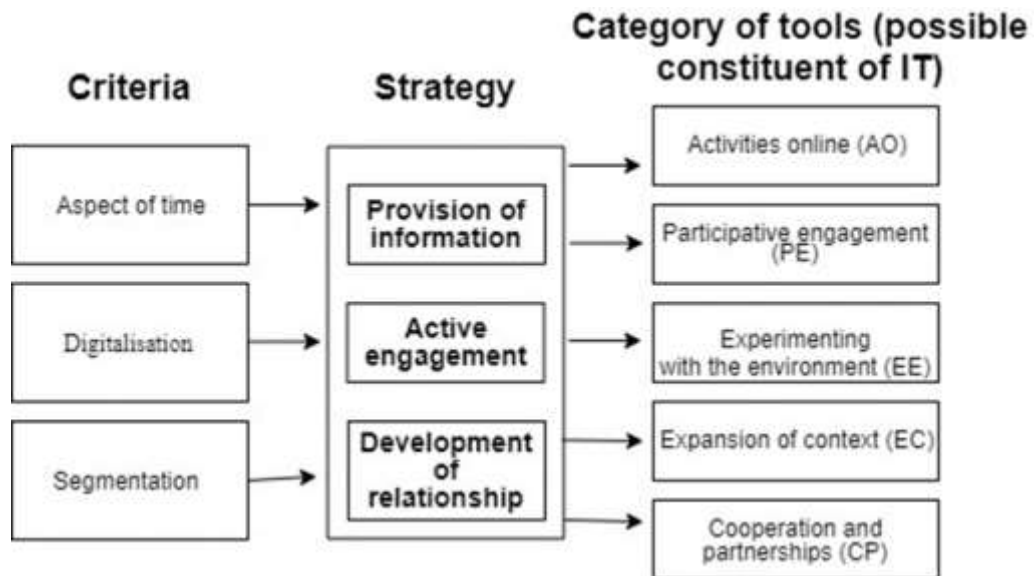 Category of tools (possible
constituent of IT)
Criteria
Strategy
Aspect of time
Digitalisation
Segmentation
Provision of
information
Active
engagement
Development
of
relationship
Activities online (AO)
Participative engagement
(PE)
Experimenting
with the environment (EE)
Expansion of context (EC)
Cooperation and
partnerships (CP)